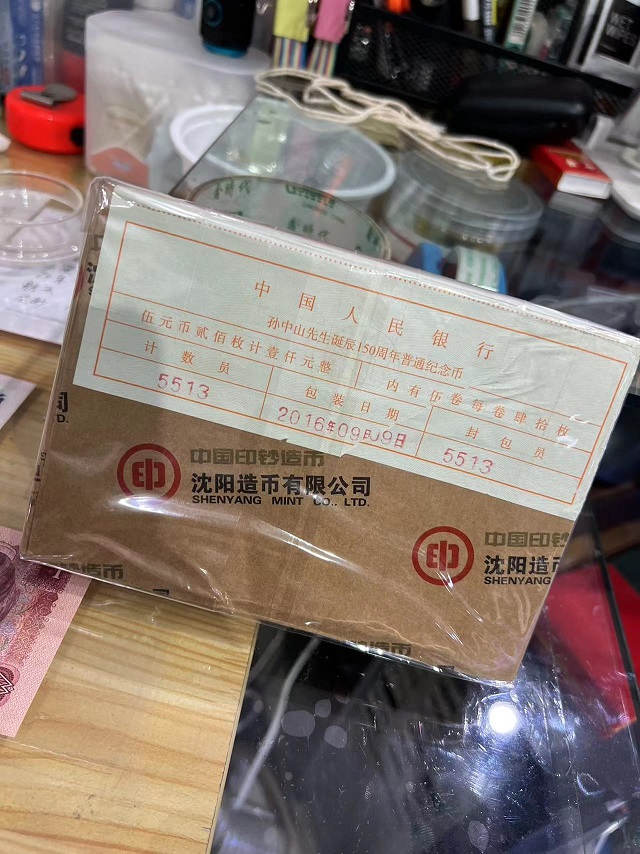 中国人民银行
孙中山先生诞辰150周年普通纪念币
伍元币贰佰枚计壹仟元整
内有伍卷每卷肆拾枚
计数员
包装日期
封包员
5513
2016年09月09日
5513
中国印钞造币
沈阳造币有限公司
SHENYANG MINT CO., LTD.
中国印钞
沈阳造币
SHENYANG